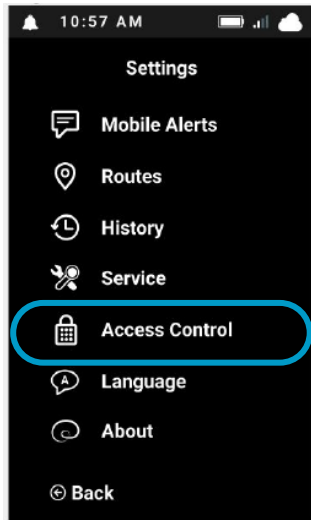 10:57 AM
Settings
Mobile Alerts
Routes
History
Service
Access Control
A Language
About
Back